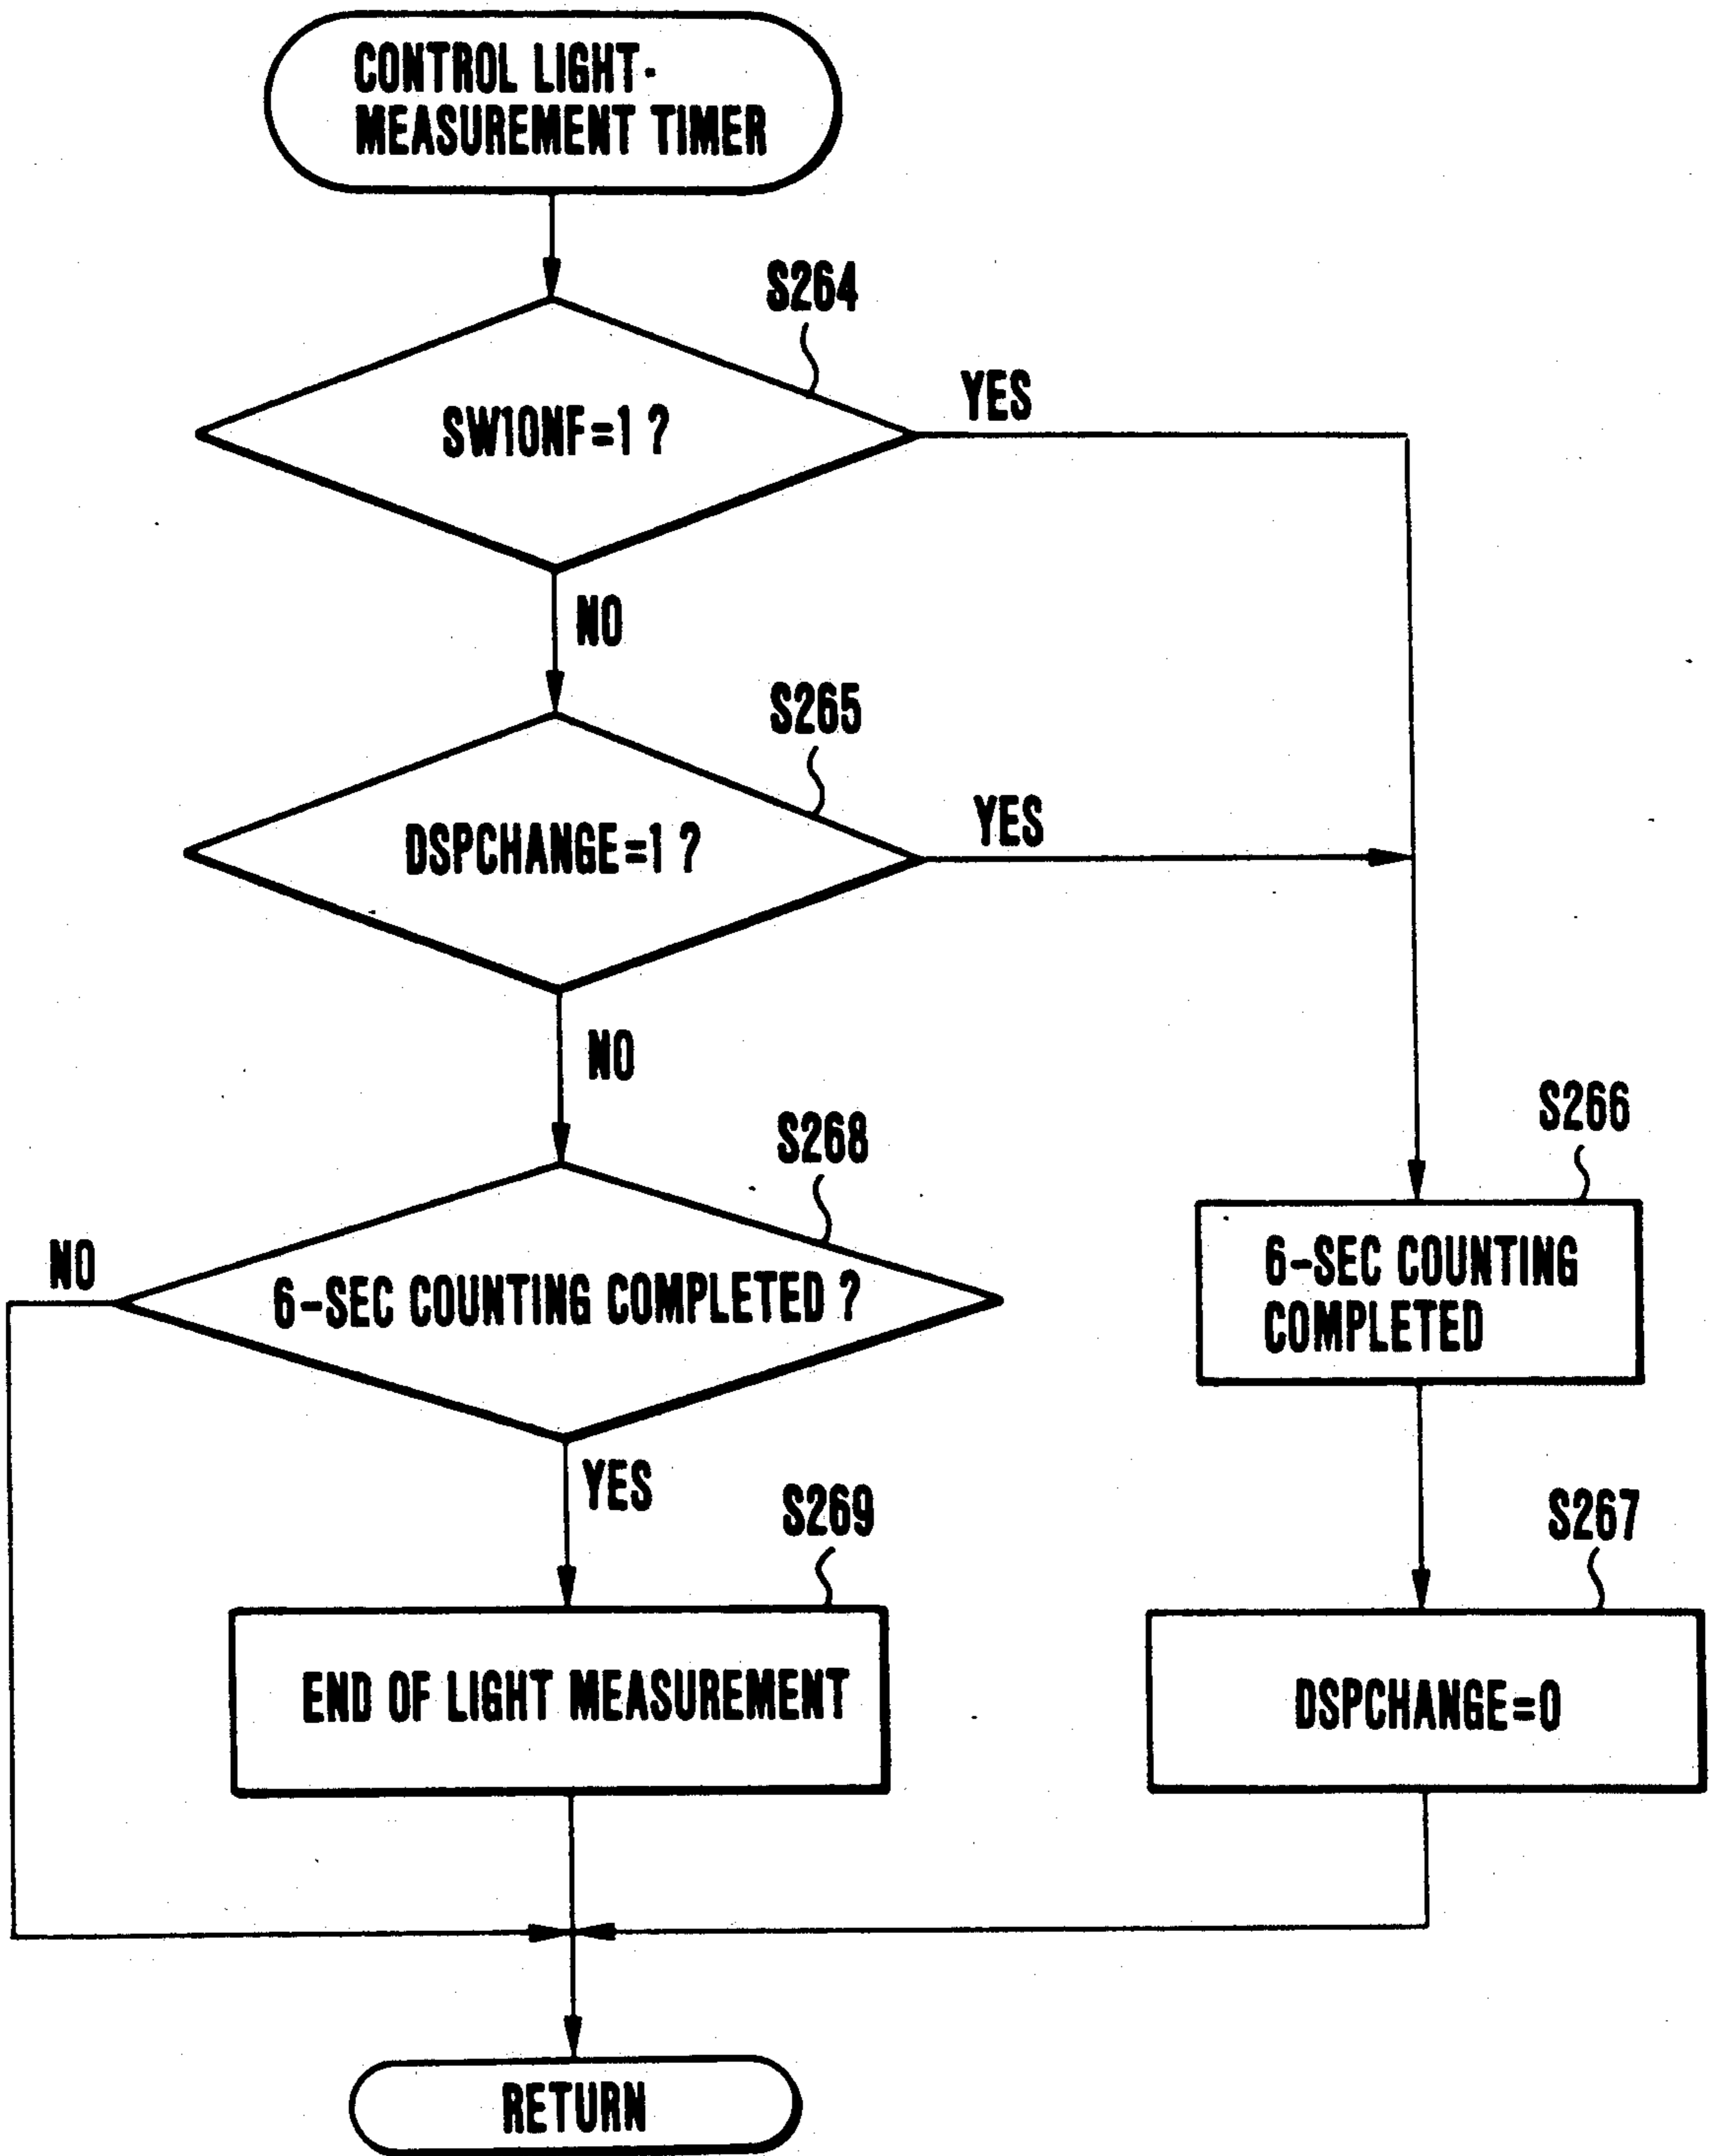 CONTROL LIGHT-
MEASUREMENT TIMER
S264
SW1ONF=1 ?
YES
NO
S265
DSPCHANGE=1 ?
YES
NO
S268
6-SEC COUNTING COMPLETED ?
NO
YES
S266
6-SEC COUNTING
COMPLETED
S269
END OF LIGHT MEASUREMENT
S267
DSPCHANGE=0
RETURN